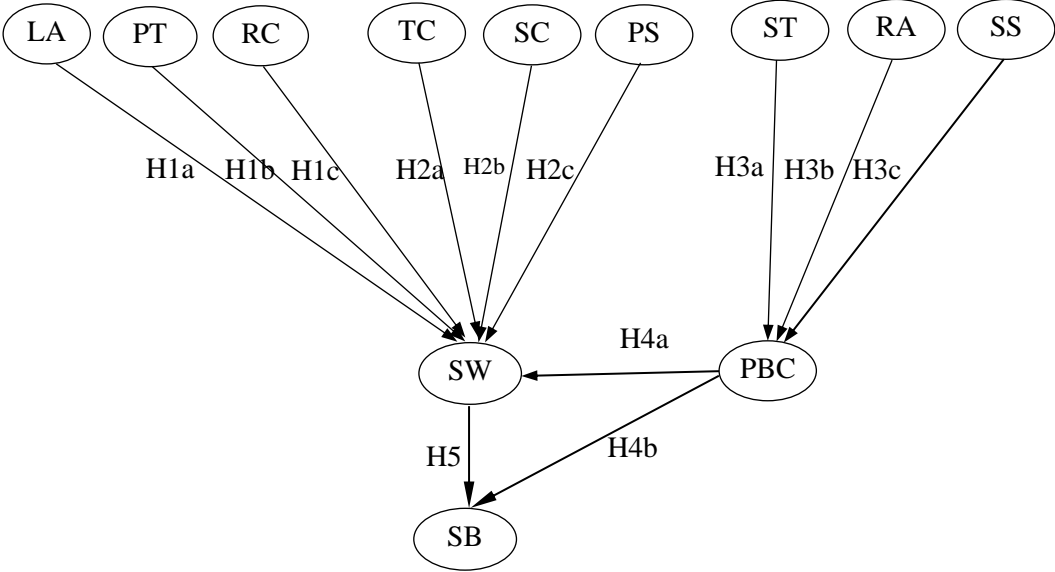 LA PT RC TC SC PS ST RA SS
H1a H1b H1c H2a H2b H2c H3a H3b H3c
H4a
SW PBC
H5 H4b
SB